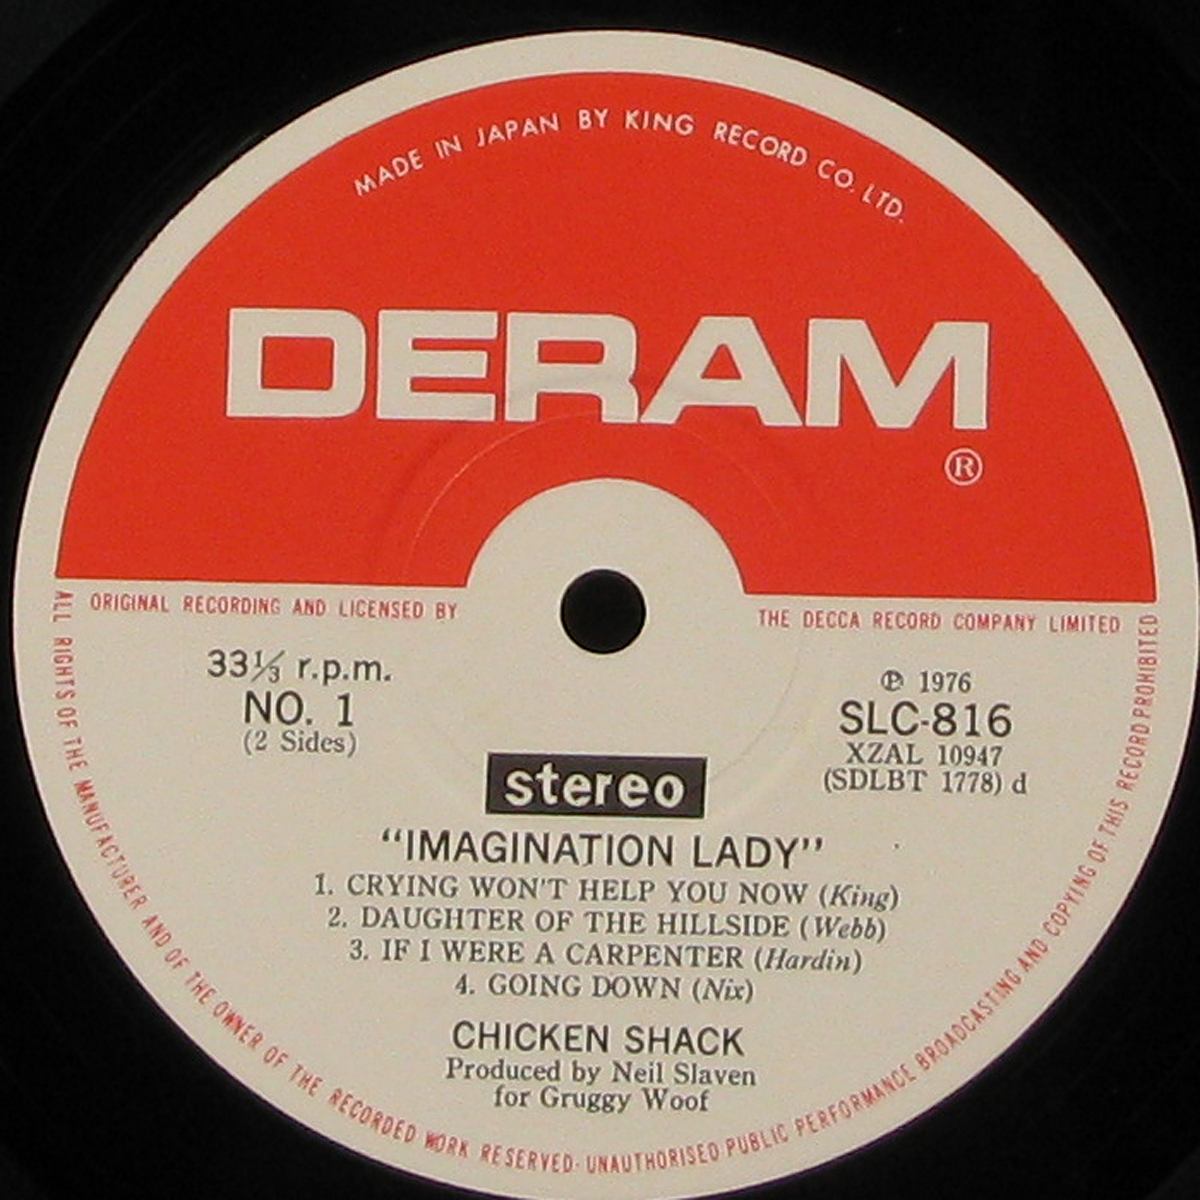 MADE IN JAPAN BY KING RECORD CO. LTD.
DERAM
®
ORIGINAL RECORDING AND LICENSED BY
THE DECCA RECORD COMPANY LIMITED
33⅓ r.p.m.
NO. 1
(2 Sides)
℗ 1976
SLC-816
XZAL 10947
(SDLBT 1778) d
stereo
“IMAGINATION LADY”
1. CRYING WON'T HELP YOU NOW (King)
2. DAUGHTER OF THE HILLSIDE (Webb)
3. IF I WERE A CARPENTER (Hardin)
4. GOING DOWN (Nix)
CHICKEN SHACK
Produced by Neil Slaven
for Gruggy Woof
ALL RIGHTS OF THE MANUFACTURER AND OF THE OWNER OF THE RECORDED WORK RESERVED· UNAUTHORISED PUBLIC PERFORMANCE BROADCASTING AND COPYING OF THIS RECORD PROHIBITED